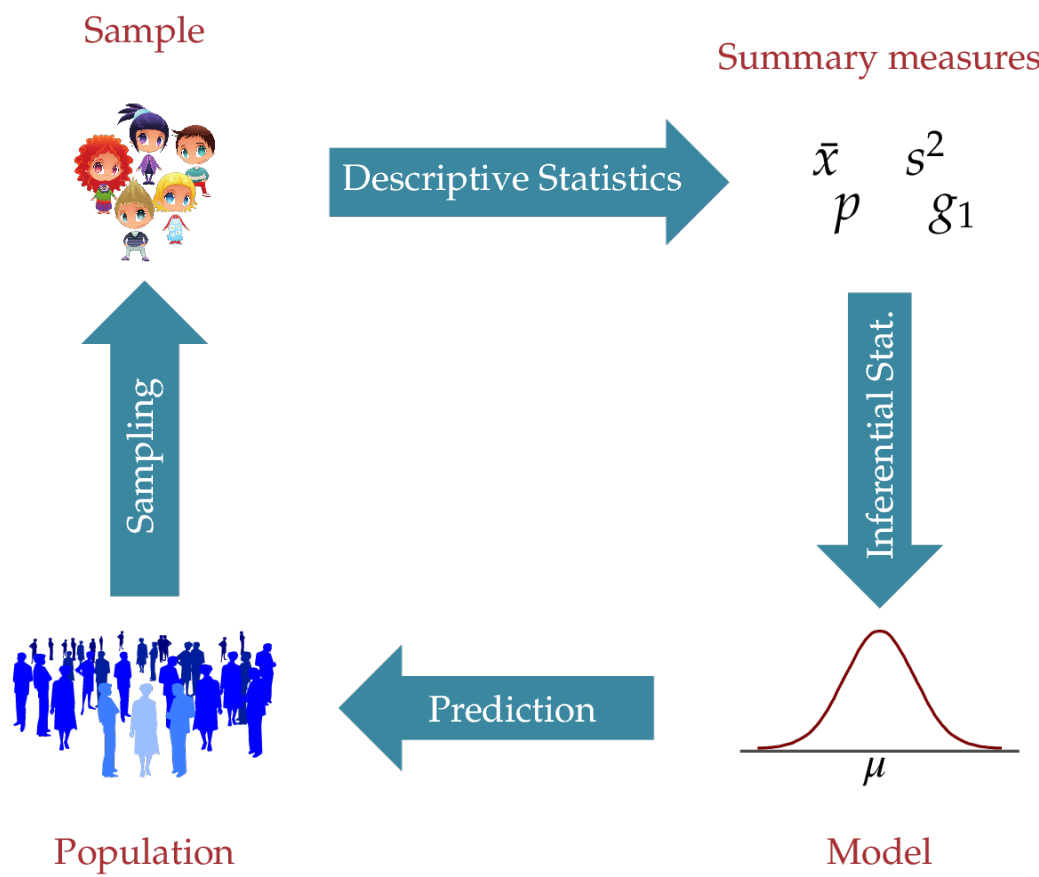 Sample
Summary measures
Descriptive Statistics
x̄ s²
p g₁
Sampling
Inferential Stat.
Prediction
μ
Population
Model